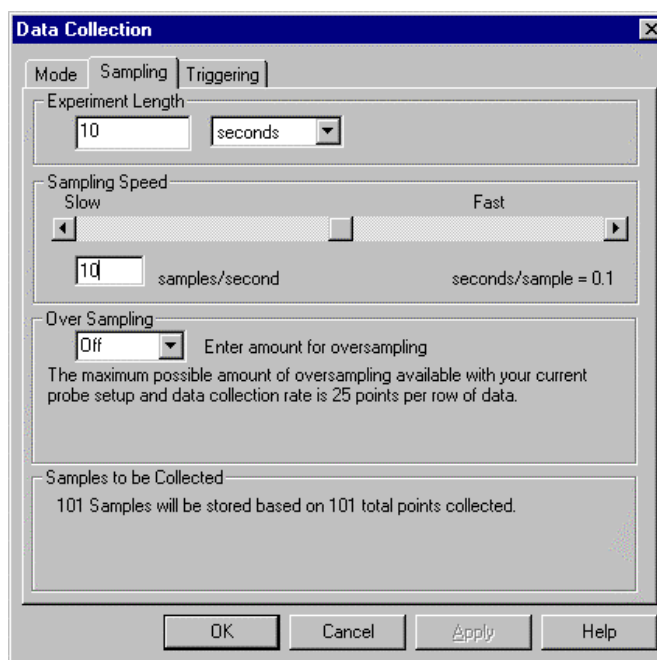 Data Collection
Mode Sampling Triggering
Experiment Length
10 seconds
Sampling Speed
Slow Fast
10 samples/second seconds/sample = 0.1
Over Sampling
Off Enter amount for oversampling
The maximum possible amount of oversampling available with your current
probe setup and data collection rate is 25 points per row of data.
Samples to be Collected
101 Samples will be stored based on 101 total points collected.
OK Cancel Apply Help